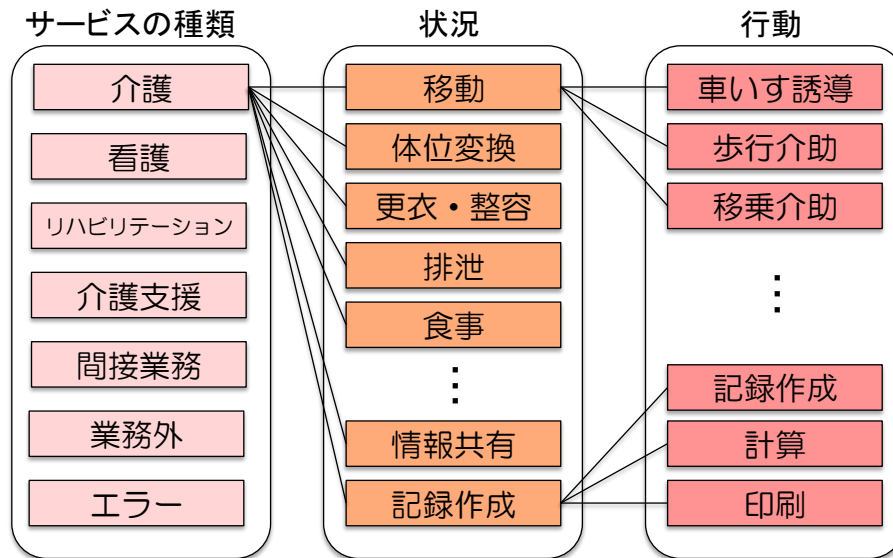 サービスの種類
状況
行動
介護
看護
リハビリテーション
介護支援
間接業務
業務外
エラー
移動
体位変換
更衣・整容
排泄
食事
⋮
情報共有
記録作成
車いす誘導
歩行介助
移乗介助
⋮
記録作成
計算
印刷